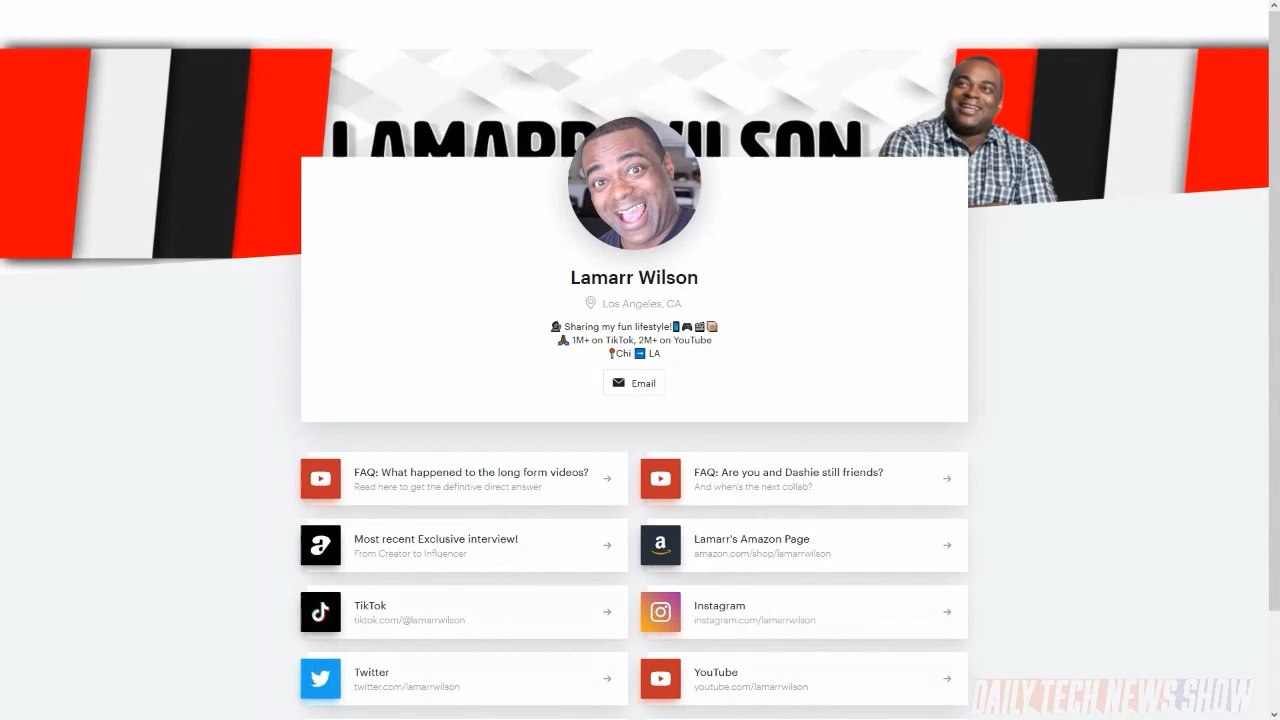 LAMARR WILSON
Lamarr Wilson
Los Angeles, CA
Sharing my fun lifestyle!
1M+ on TikTok, 2M+ on YouTube
Chi ➡ LA
Email
FAQ: What happened to the long form videos?
Read here to get the definitive direct answer
FAQ: Are you and Dashie still friends?
And when's the next collab?
Most recent Exclusive interview!
From Creator to Influencer
Lamarr's Amazon Page
amazon.com/shop/lamarrwilson
TikTok
tiktok.com/@lamarrwilson
Instagram
instagram.com/lamarrwilson
Twitter
twitter.com/lamarrwilson
YouTube
youtube.com/lamarrwilson
DAILY TECH NEWS SHOW